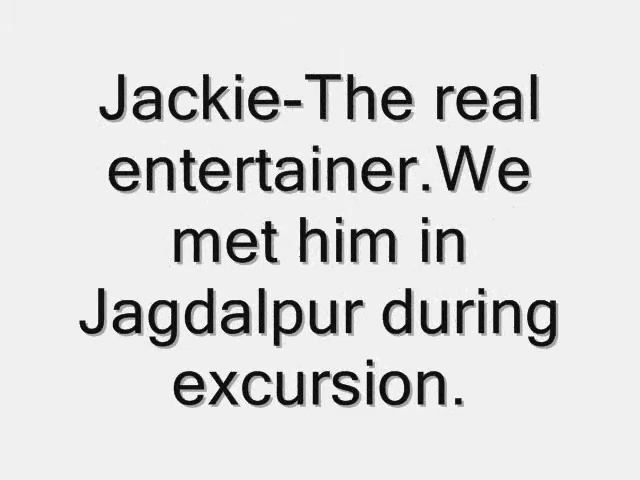 Jackie-The real
entertainer.We
met him in
Jagdalpur during
excursion.